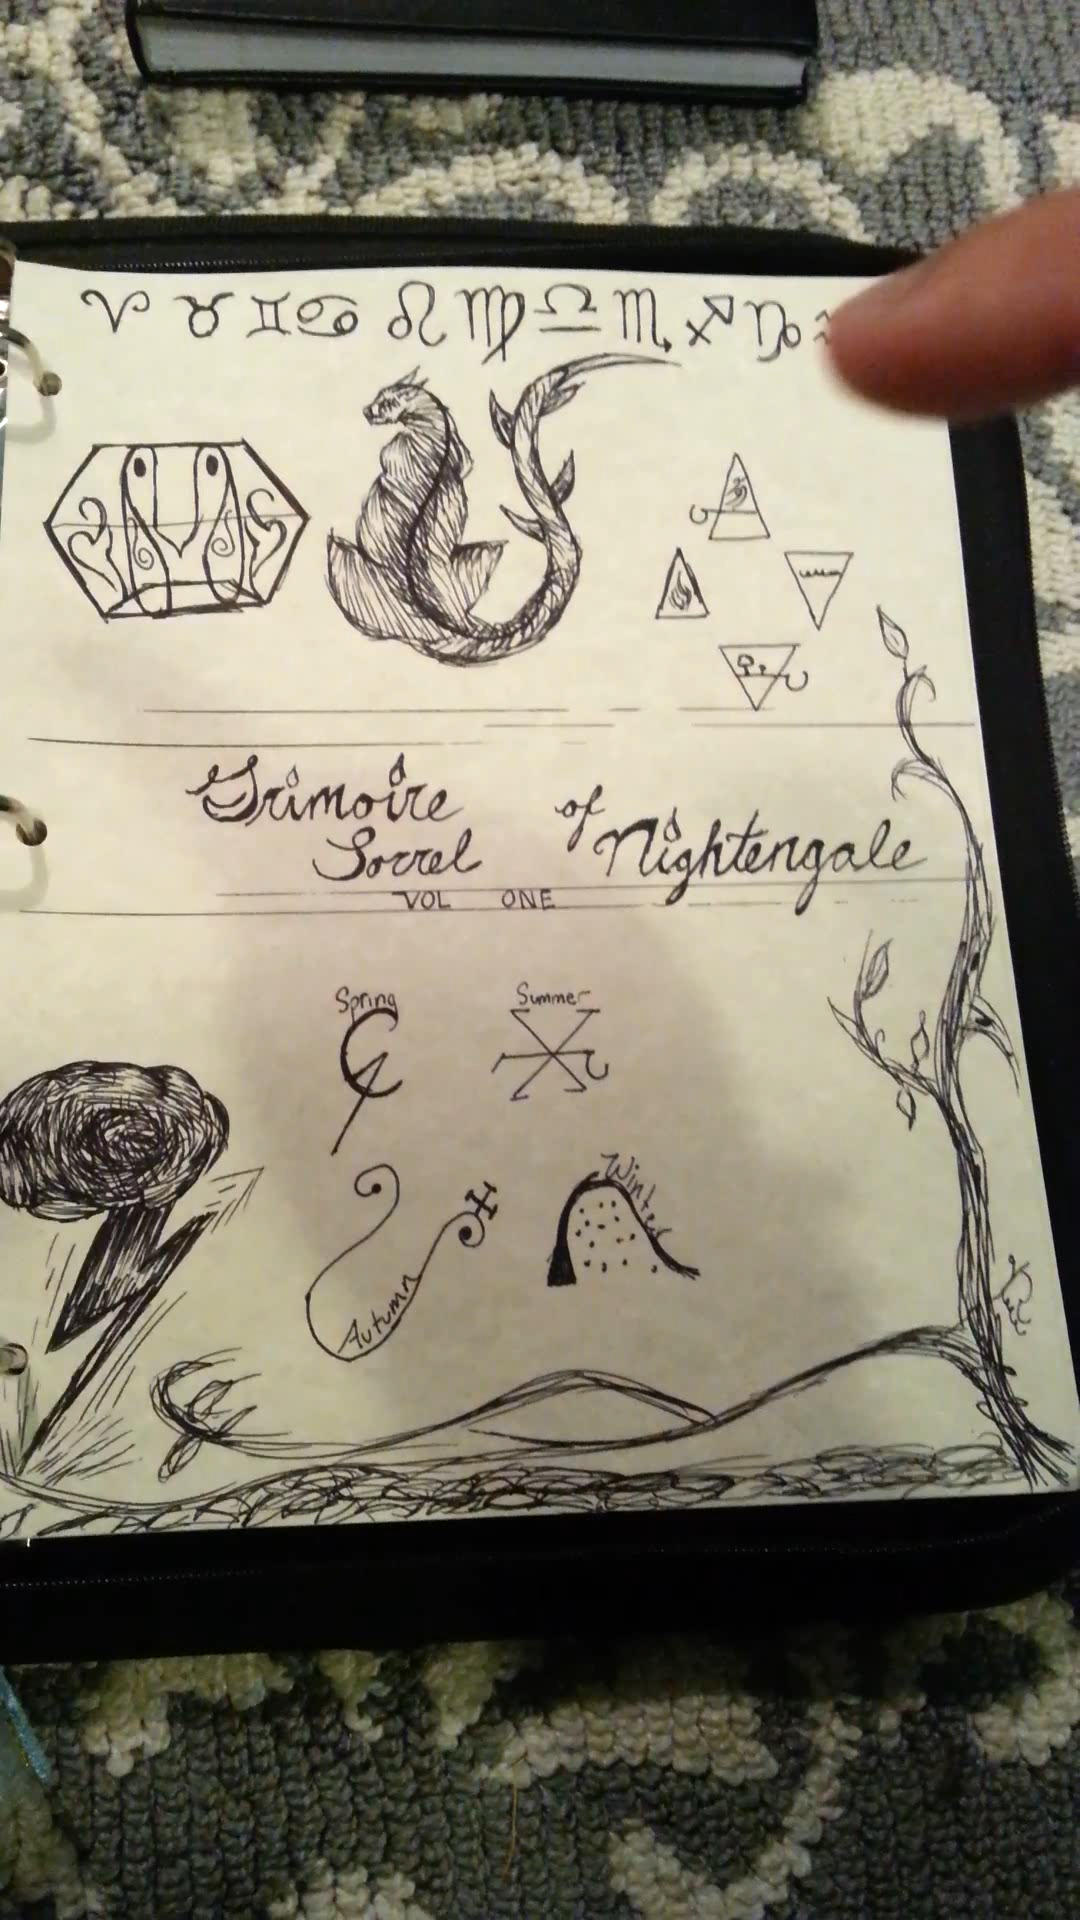 ♈ ♉ ♊ ♋ ♌ ♍ ♎ ♏ ♐ ♑
Grimoire of
Sorrel Nightengale
VOL ONE
Spring Summer
Winter
Autumn